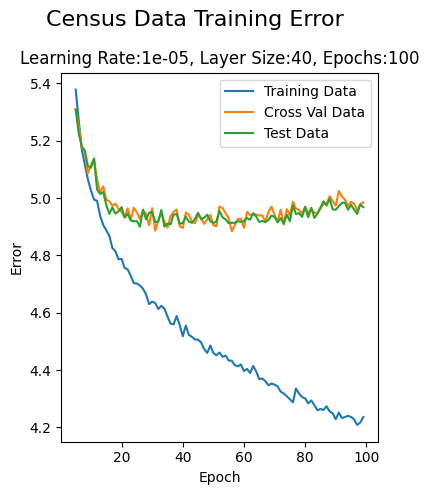 Census Data Training Error
Learning Rate:1e-05, Layer Size:40, Epochs:100
Training Data
Cross Val Data
Test Data
5.4
5.2
5.0
4.8
4.6
4.4
4.2
Error
20
40
60
80
100
Epoch